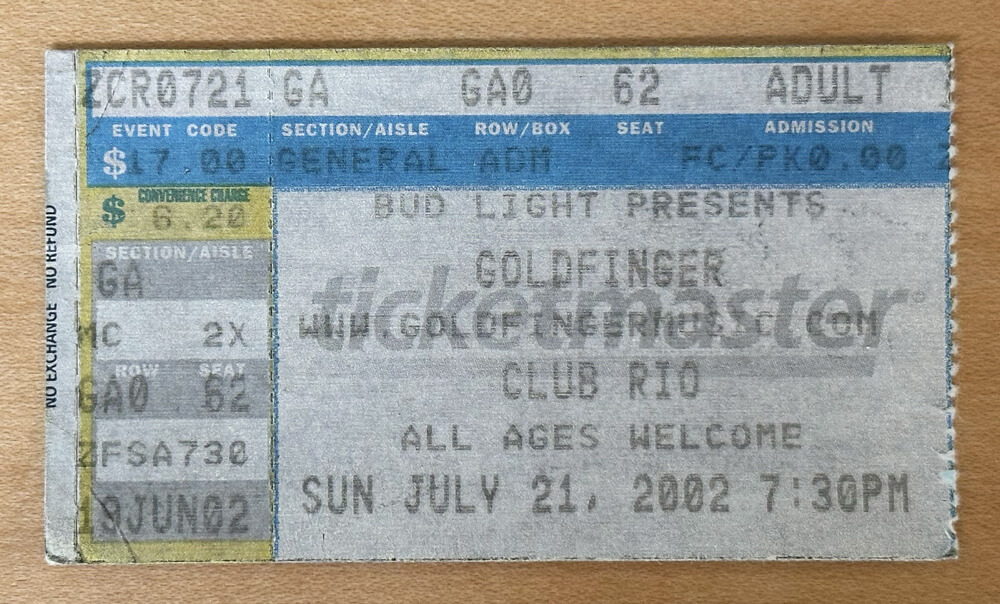 ZCR0721 GA GA0 62 ADULT
EVENT CODE SECTION/AISLE ROW/BOX SEAT ADMISSION
$17.00 GENERAL ADM FC/PK0.00
CONVENIENCE CHARGE
$ 6.20
BUD LIGHT PRESENTS
SECTION/AISLE
GA
GOLDFINGER
ticketmaster®
MC 2X
WWW GOLDFINGERMUSIC COM
ROW SEAT
GA0 62
CLUB RIO
ZFSA730
ALL AGES WELCOME
19JUN02
SUN JULY 21, 2002 7:30PM
NO EXCHANGE NO REFUND